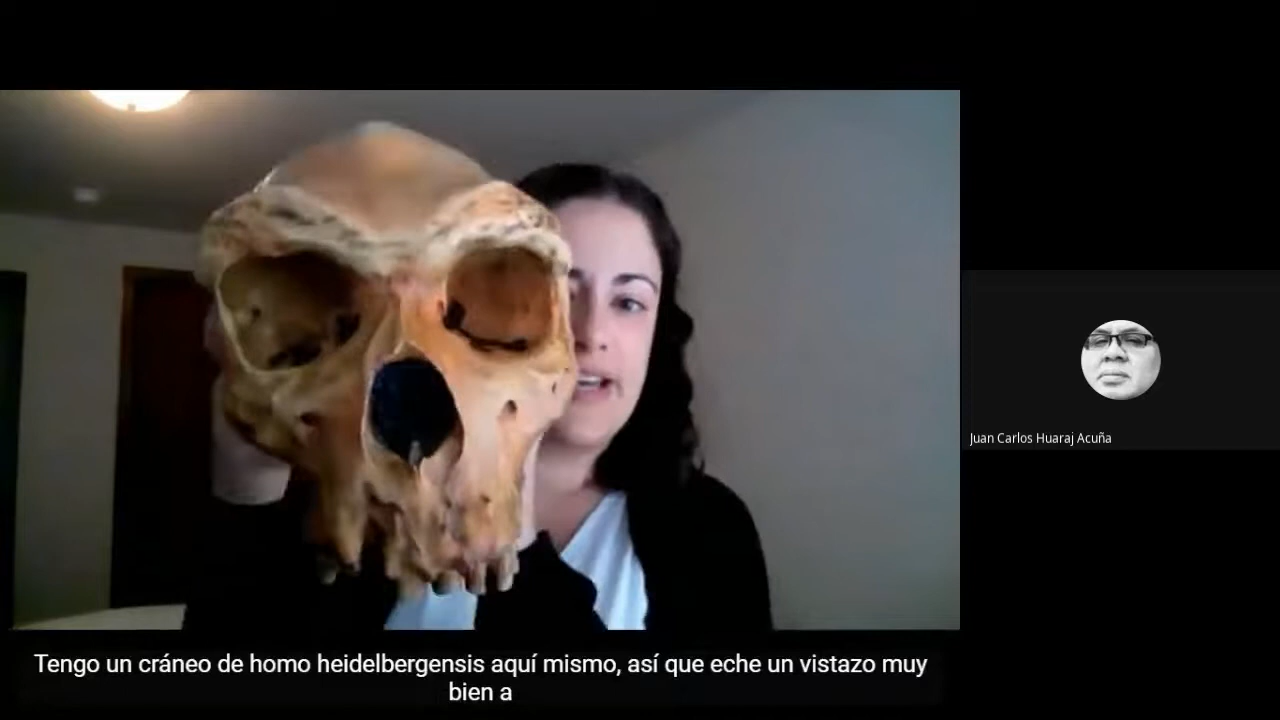 Juan Carlos Huaraj Acuña
Tengo un cráneo de homo heidelbergensis aquí mismo, así que eche un vistazo muy
bien a